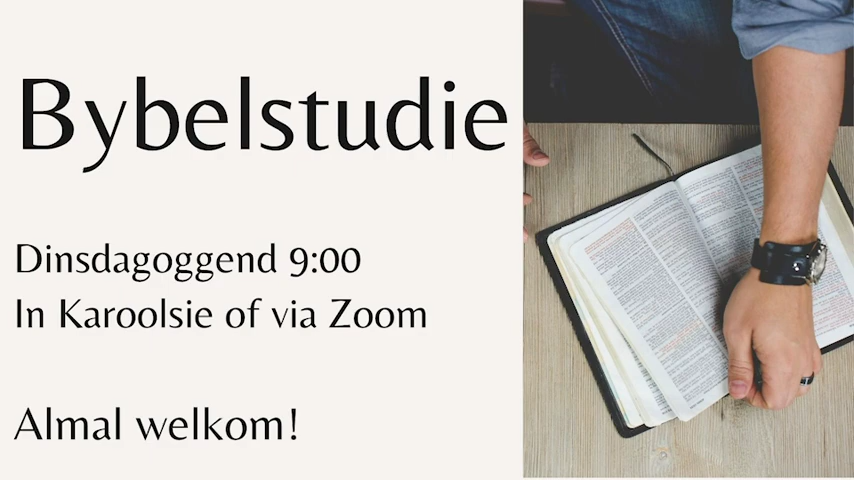 Bybelstudie
Dinsdagoggend 9:00
In Karoolsie of via Zoom
Almal welkom!